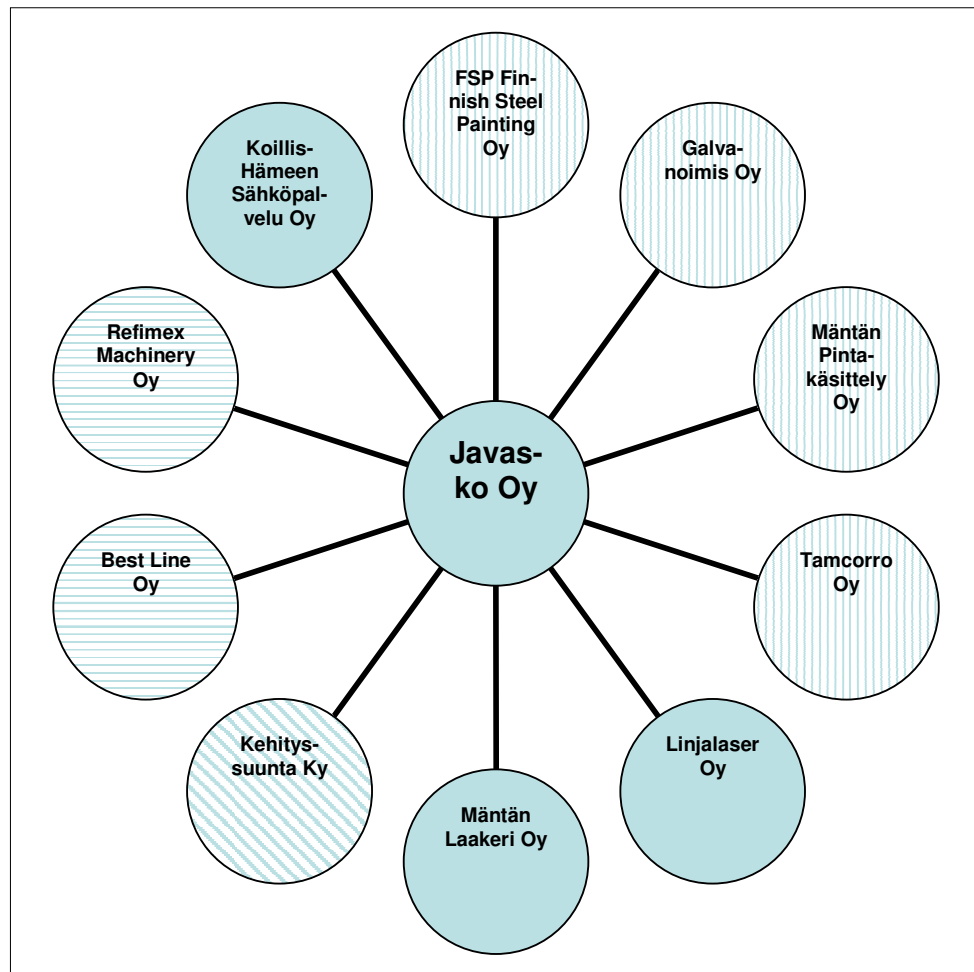 FSP Fin-
nish Steel
Painting
Oy
Galva-
noimis Oy
Mäntän
Pinta-
käsittely
Oy
Tamcorro
Oy
Linjalaser
Oy
Mäntän
Laakeri Oy
Kehitys-
suunta Ky
Best Line
Oy
Refimex
Machinery
Oy
Koillis-
Hämeen
Sähköpal-
velu Oy
Javas-
ko Oy